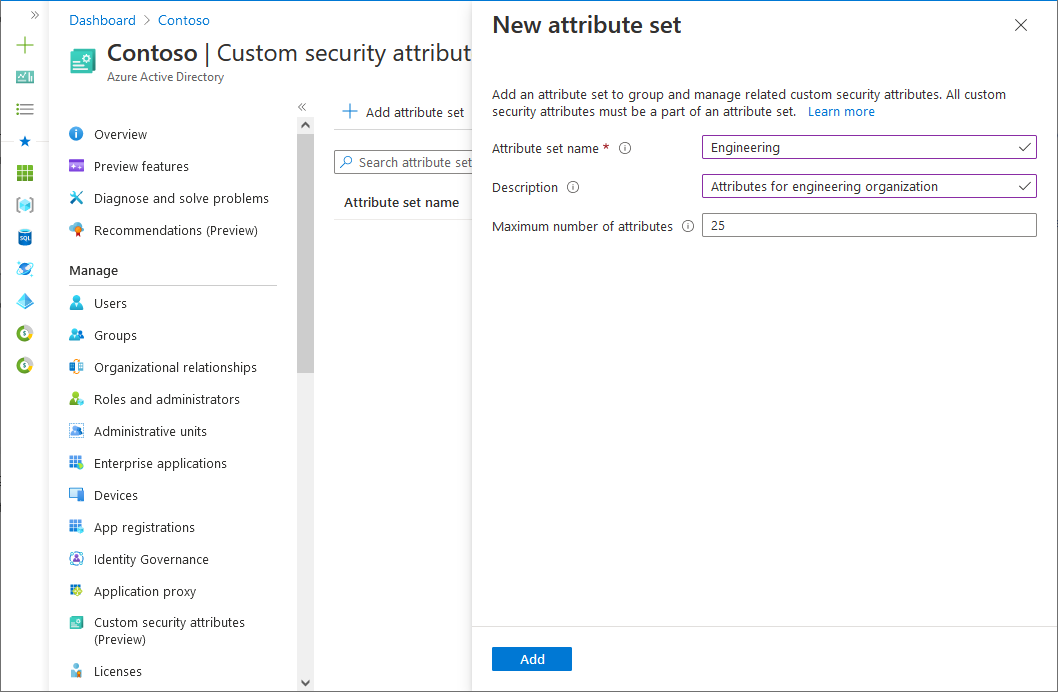 Dashboard > Contoso
Contoso | Custom security attribut
Azure Active Directory
Overview
Preview features
Diagnose and solve problems
Recommendations (Preview)
Manage
Users
Groups
Organizational relationships
Roles and administrators
Administrative units
Enterprise applications
Devices
App registrations
Identity Governance
Application proxy
Custom security attributes
(Preview)
Licenses
Add attribute set
Search attribute set
Attribute set name
New attribute set
Add an attribute set to group and manage related custom security attributes. All custom
security attributes must be a part of an attribute set. Learn more
Attribute set name * Engineering
Description Attributes for engineering organization
Maximum number of attributes 25
Add